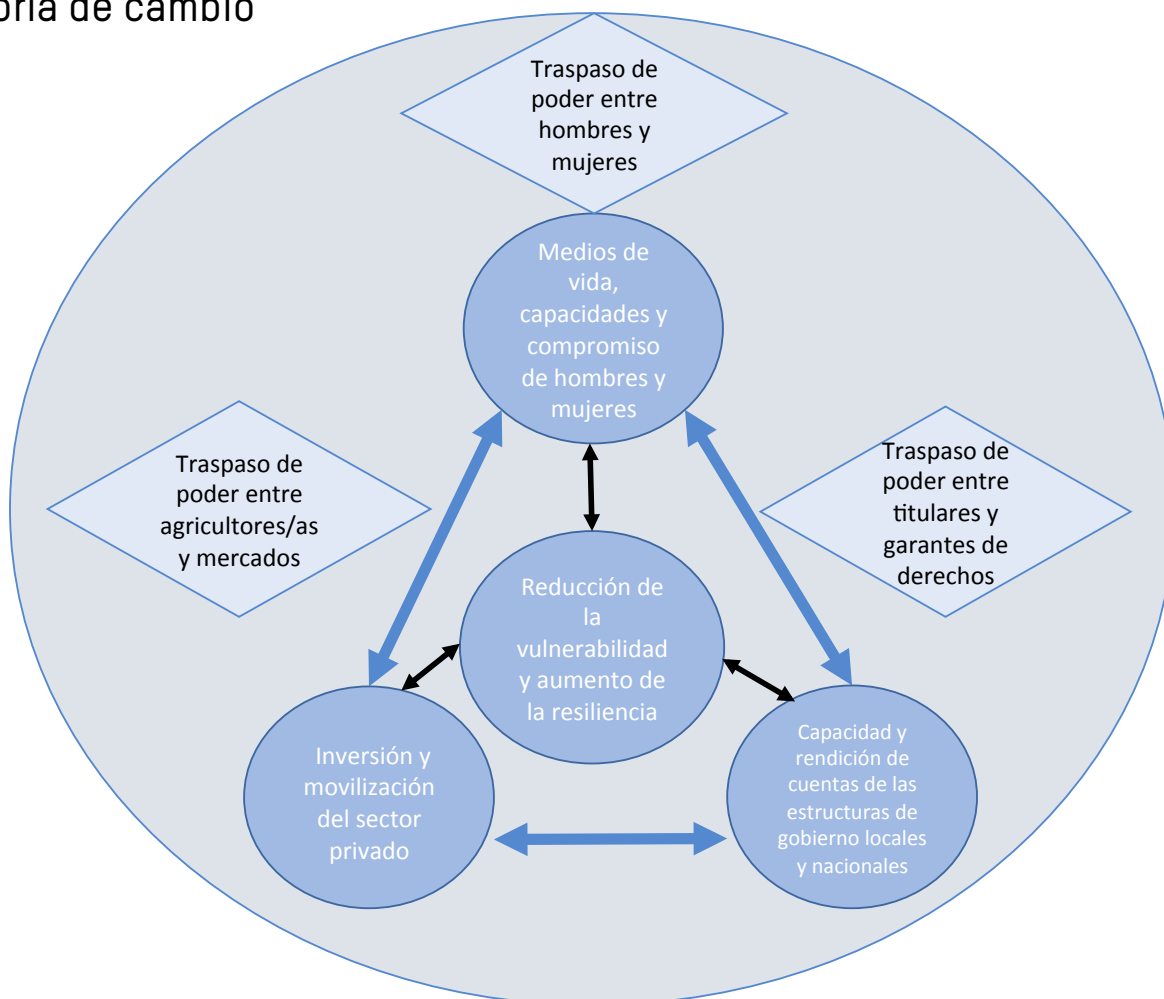 oría de cambio
Traspaso de
poder entre
hombres y
mujeres
Medios de
vida,
capacidades y
compromiso
de hombres y
mujeres
Traspaso de
poder entre
agricultores/as
y mercados
Traspaso de
poder entre
titulares y
garantes de
derechos
Reducción de
la
vulnerabilidad
y aumento de
la resiliencia
Inversión y
movilización
del sector
privado
Capacidad y
rendición de
cuentas de las
estructuras de
gobierno locales
y nacionales